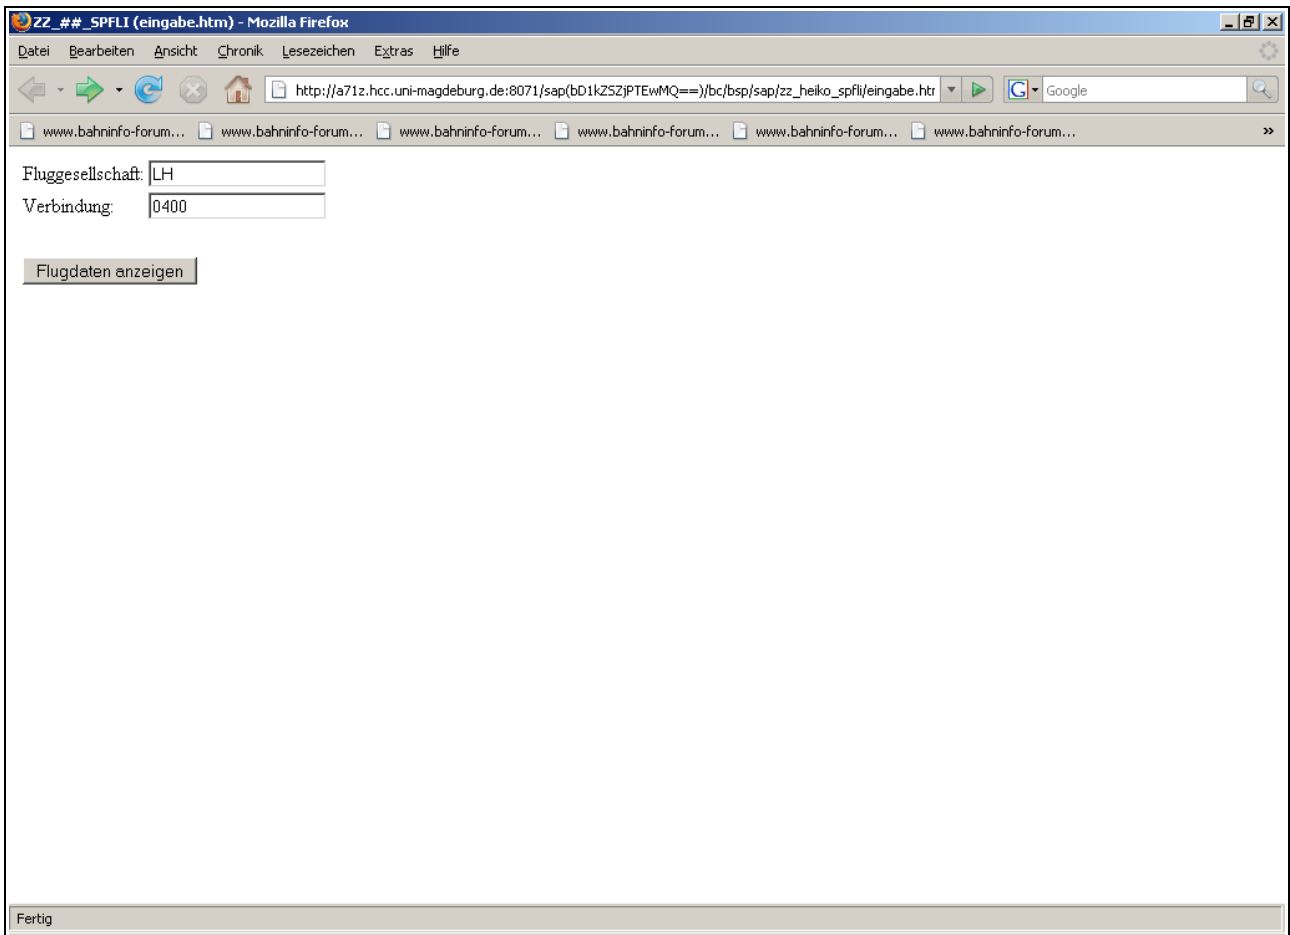 ZZ_##_SPFLI (eingabe.htm) - Mozilla Firefox
Datei Bearbeiten Ansicht Chronik Lesezeichen Extras Hilfe
http://a71z.hcc.uni-magdeburg.de:8071/sap(bD1kZSZjPTEwMQ==)/bc/bsp/sap/zz_heiko_spfli/eingabe.htr G Google
www.bahninfo-forum... www.bahninfo-forum... www.bahninfo-forum... www.bahninfo-forum... www.bahninfo-forum... www.bahninfo-forum... »
Fluggesellschaft: LH
Verbindung: 0400
Flugdaten anzeigen
Fertig